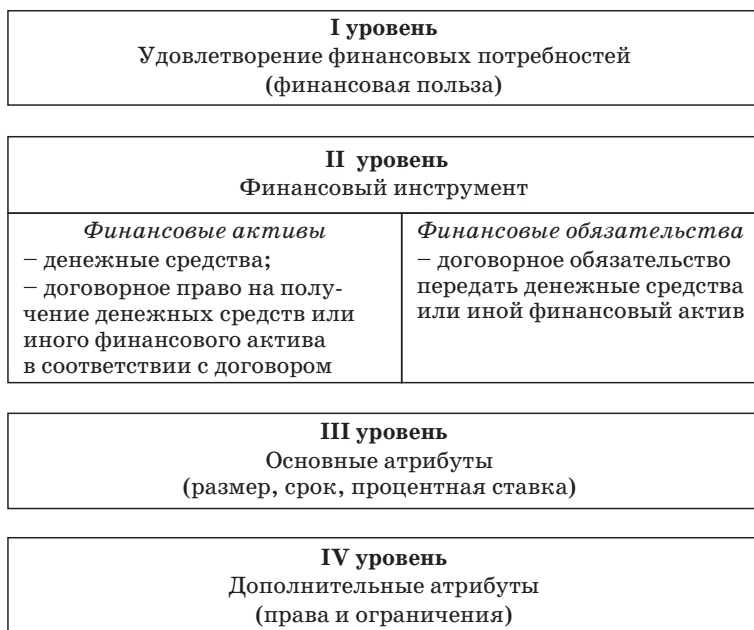 I уровень
Удовлетворение финансовых потребностей
(финансовая польза)
II уровень
Финансовый инструмент
Финансовые активы
– денежные средства;
– договорное право на полу-
чение денежных средств или
иного финансового актива
в соответствии с договором
Финансовые обязательства
– договорное обязательство
передать денежные средства
или иной финансовый актив
III уровень
Основные атрибуты
(размер, срок, процентная ставка)
IV уровень
Дополнительные атрибуты
(права и ограничения)